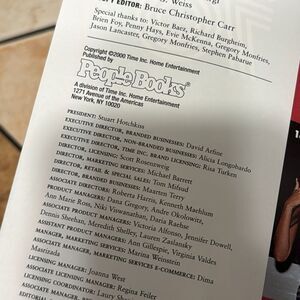 . Weiss
COPY EDITOR: Bruce Christopher Carr
Special thanks to: Victor Baez, Richard Burgheim,
Brien Foy, Penny Hays, Evie McKenna, Gregory Monfries,
Jason Lancaster, Gregory Monfries, Stephen Pabarue
Copyright ©2000 Time Inc. Home Entertainment
Published by
People Books
A division of Time Inc. Home Entertainment
1271 Avenue of the Americas
New York, NY 10020
PRESIDENT: Stuart Hotchkiss
EXECUTIVE DIRECTOR, BRANDED BUSINESSES: David Arfine
EXECUTIVE DIRECTOR, NON-BRANDED BUSINESSES: Alicia Longobardo
EXECUTIVE DIRECTOR, TIME INC. BRAND: Risa Turken
DIRECTOR, LICENSING: Scott Rosenzweig
DIRECTOR, MARKETING SERVICES: Michael Barrett
DIRECTOR, RETAIL & SPECIAL SALES: Tom Mifsud
DIRECTOR, BRANDED BUSINESSES: Maarten Terry
ASSOCIATE DIRECTORS: Roberta Harris, Kenneth Maehlum
PRODUCT MANAGERS: Dana Gregory, Andre Okolowitz,
Ann Marie Ross, Niki Viswanathan, Daria Raehse
ASSOCIATE PRODUCT MANAGERS: Victoria Alfonso, Jennifer Dowell,
Dennis Sheehan, Meredith Shelley, Lauren Zaslansky
ASSISTANT PRODUCT MANAGERS: Ann Gillespie, Virginia Valdes
MANAGER, MARKETING SERVICES: Marina Weinstein
ASSOCIATE MANAGER, MARKETING SERVICES E-COMMERCE: Dima
Masrizada
LICENSING MANAGER: Joanna West
ASSOCIATE LICENSING MANAGER: Regina Feiler
LICENSING COORDINATOR: Laury Sh
ASSOCIATE MANAGER,